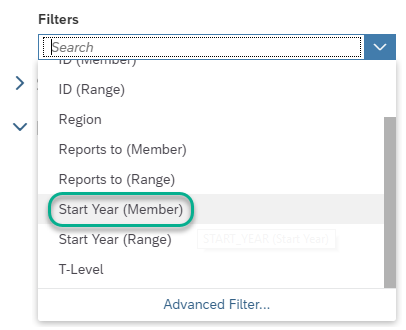 Filters
Search
ID (Member)
ID (Range)
Region
Reports to (Member)
Reports to (Range)
Start Year (Member)
Start Year (Range)
START_YEAR (Start Year)
T-Level
Advanced Filter...